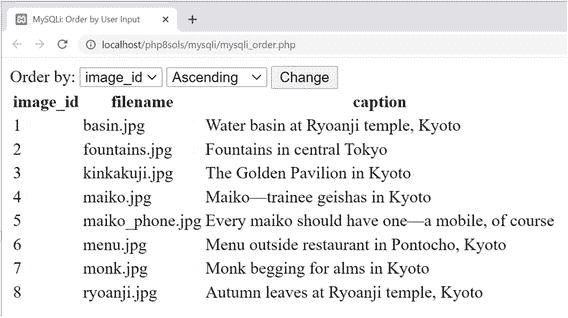 MySQLi: Order by User Input
localhost/php8sols/mysqli/mysqli_order.php
Order by: image_id Ascending Change
image_id filename caption
1 basin.jpg Water basin at Ryoanji temple, Kyoto
2 fountains.jpg Fountains in central Tokyo
3 kinkakuji.jpg The Golden Pavilion in Kyoto
4 maiko.jpg Maiko—trainee geishas in Kyoto
5 maiko_phone.jpg Every maiko should have one—a mobile, of course
6 menu.jpg Menu outside restaurant in Pontocho, Kyoto
7 monk.jpg Monk begging for alms in Kyoto
8 ryoanji.jpg Autumn leaves at Ryoanji temple, Kyoto